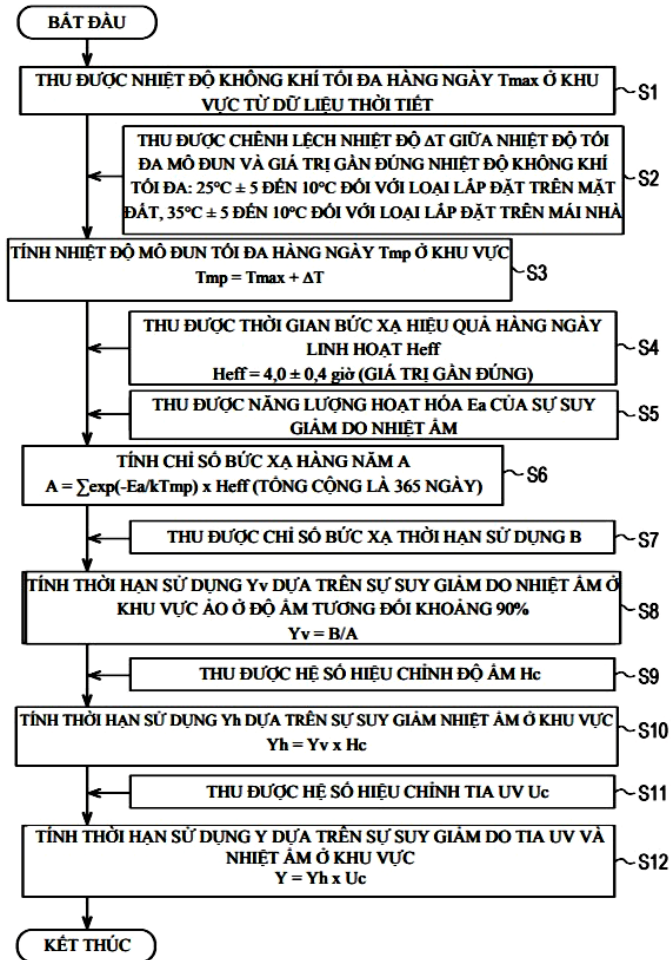 BẮT ĐẦU
THU ĐƯỢC NHIỆT ĐỘ KHÔNG KHÍ TỐI ĐA HÀNG NGÀY Tmax Ở KHU
VỰC TỪ DỮ LIỆU THỜI TIẾT
S1
THU ĐƯỢC CHÊNH LỆCH NHIỆT ĐỘ ΔT GIỮA NHIỆT ĐỘ TỐI
ĐA MÔ ĐUN VÀ GIÁ TRỊ GẦN ĐÚNG NHIỆT ĐỘ KHÔNG KHÍ
TỐI ĐA: 25°C ± 5 ĐẾN 10°C ĐỐI VỚI LOẠI LẮP ĐẶT TRÊN MẶT
ĐẤT, 35°C ± 5 ĐẾN 10°C ĐỐI VỚI LOẠI LẮP ĐẶT TRÊN MÁI NHÀ
S2
TÍNH NHIỆT ĐỘ MÔ ĐUN TỐI ĐA HÀNG NGÀY Tmp Ở KHU VỰC
Tmp = Tmax + ΔT
S3
THU ĐƯỢC THỜI GIAN BỨC XẠ HIỆU QUẢ HÀNG NGÀY
LINH HOẠT Heff
Heff = 4,0 ± 0,4 giờ (GIÁ TRỊ GẦN ĐÚNG)
S4
THU ĐƯỢC NĂNG LƯỢNG HOẠT HÓA Ea CỦA SỰ SUY
GIẢM DO NHIỆT ẨM
S5
TÍNH CHỈ SỐ BỨC XẠ HÀNG NĂM A
A = ∑exp(-Ea/kTmp) x Heff (TỔNG CỘNG LÀ 365 NGÀY)
S6
THU ĐƯỢC CHỈ SỐ BỨC XẠ THỜI HẠN SỬ DỤNG B
S7
TÍNH THỜI HẠN SỬ DỤNG Yv DỰA TRÊN SỰ SUY GIẢM DO NHIỆT ẨM Ở
KHU VỰC ẢO Ở ĐỘ ẨM TƯƠNG ĐỐI KHOẢNG 90%
Yv = B/A
S8
THU ĐƯỢC HỆ SỐ HIỆU CHỈNH ĐỘ ẨM Hc
S9
TÍNH THỜI HẠN SỬ DỤNG Yh DỰA TRÊN SỰ SUY GIẢM NHIỆT ẨM Ở KHU VỰC
Yh = Yv x Hc
S10
THU ĐƯỢC HỆ SỐ HIỆU CHỈNH TIA UV Uc
S11
TÍNH THỜI HẠN SỬ DỤNG Y DỰA TRÊN SỰ SUY GIẢM DO TIA UV VÀ
NHIỆT ẨM Ở KHU VỰC
Y = Yh x Uc
S12
KẾT THÚC